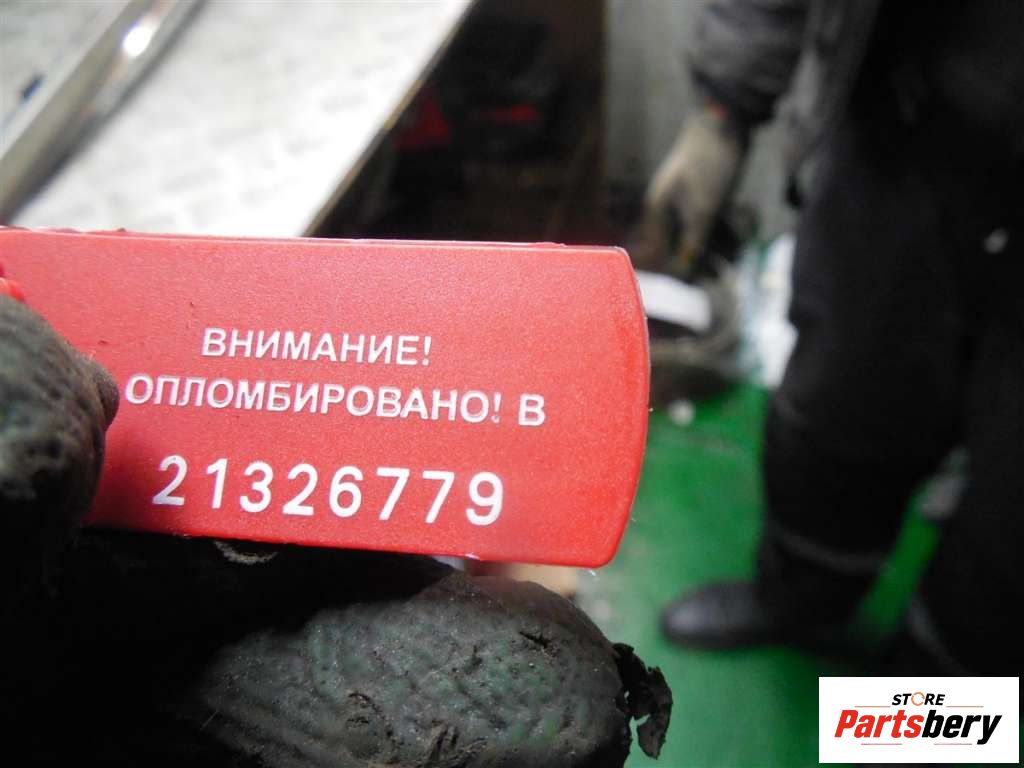 ВНИМАНИЕ!
ОПЛОМБИРОВАНО! В
21326779
STORE
Partsbery